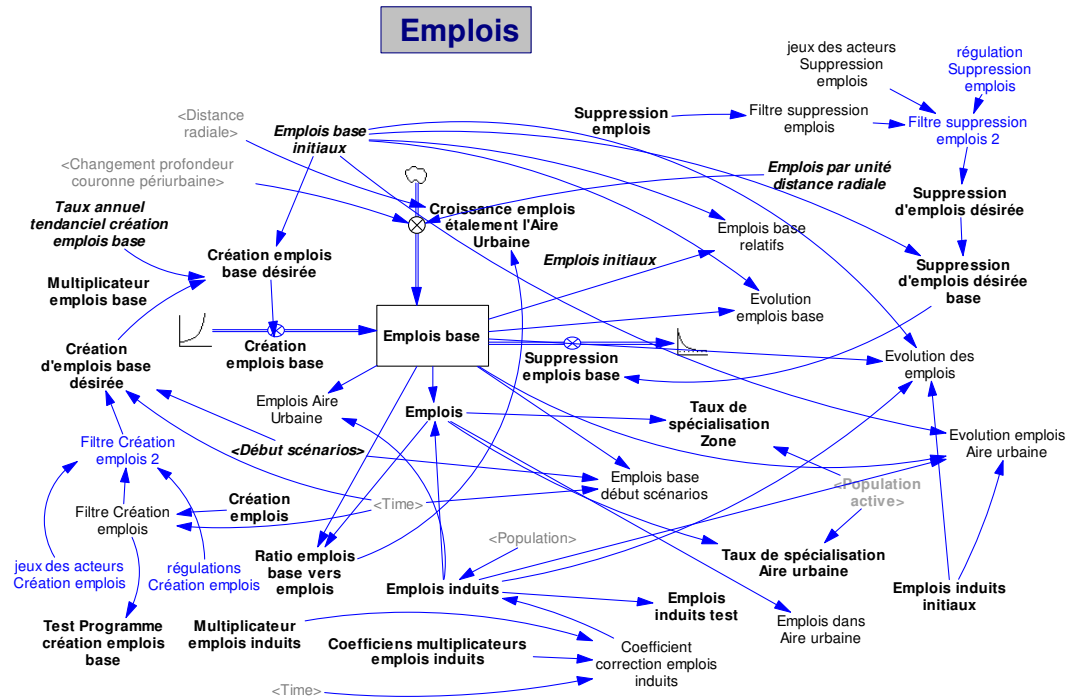 Emplois
jeux des acteurs
Suppression
emplois
régulation
Suppression
emplois
<Distance
radiale>
Emplois base
initiaux
Suppression
emplois
Filtre suppression
emplois
Filtre suppression
emplois 2
<Changement profondeur
couronne périurbaine>
Emplois par unité
distance radiale
Taux annuel
tendanciel création
emplois base
Croissance emplois
étalement l'Aire
Urbaine
Suppression
d'emplois désirée
Emplois base
relatifs
Création emplois
base désirée
Emplois initiaux
Suppression
d'emplois désirée
base
Multiplicateur
emplois base
Evolution
emplois base
Emplois base
Création
emplois base
Suppression
emplois base
Création
d'emplois base
désirée
Evolution des
emplois
Emplois Aire
Urbaine
Emplois
Taux de
spécialisation
Zone
Filtre Création
emplois 2
<Début scénarios>
Evolution emplois
Aire urbaine
Emplois base
début scénarios
<Population
active>
Création
emplois
<Time>
Filtre Création
emplois
<Population>
Ratio emplois
base vers
emplois
Taux de spécialisation
Aire urbaine
jeux des acteurs
Création emplois
régulations
Création emplois
Emplois induits
Emplois induits
initiaux
Emplois
induits test
Test Programme
création emplois
base
Multiplicateur
emplois induits
Emplois dans
Aire urbaine
Coefficiens multiplicateurs
emplois induits
Coefficient
correction emplois
induits
<Time>